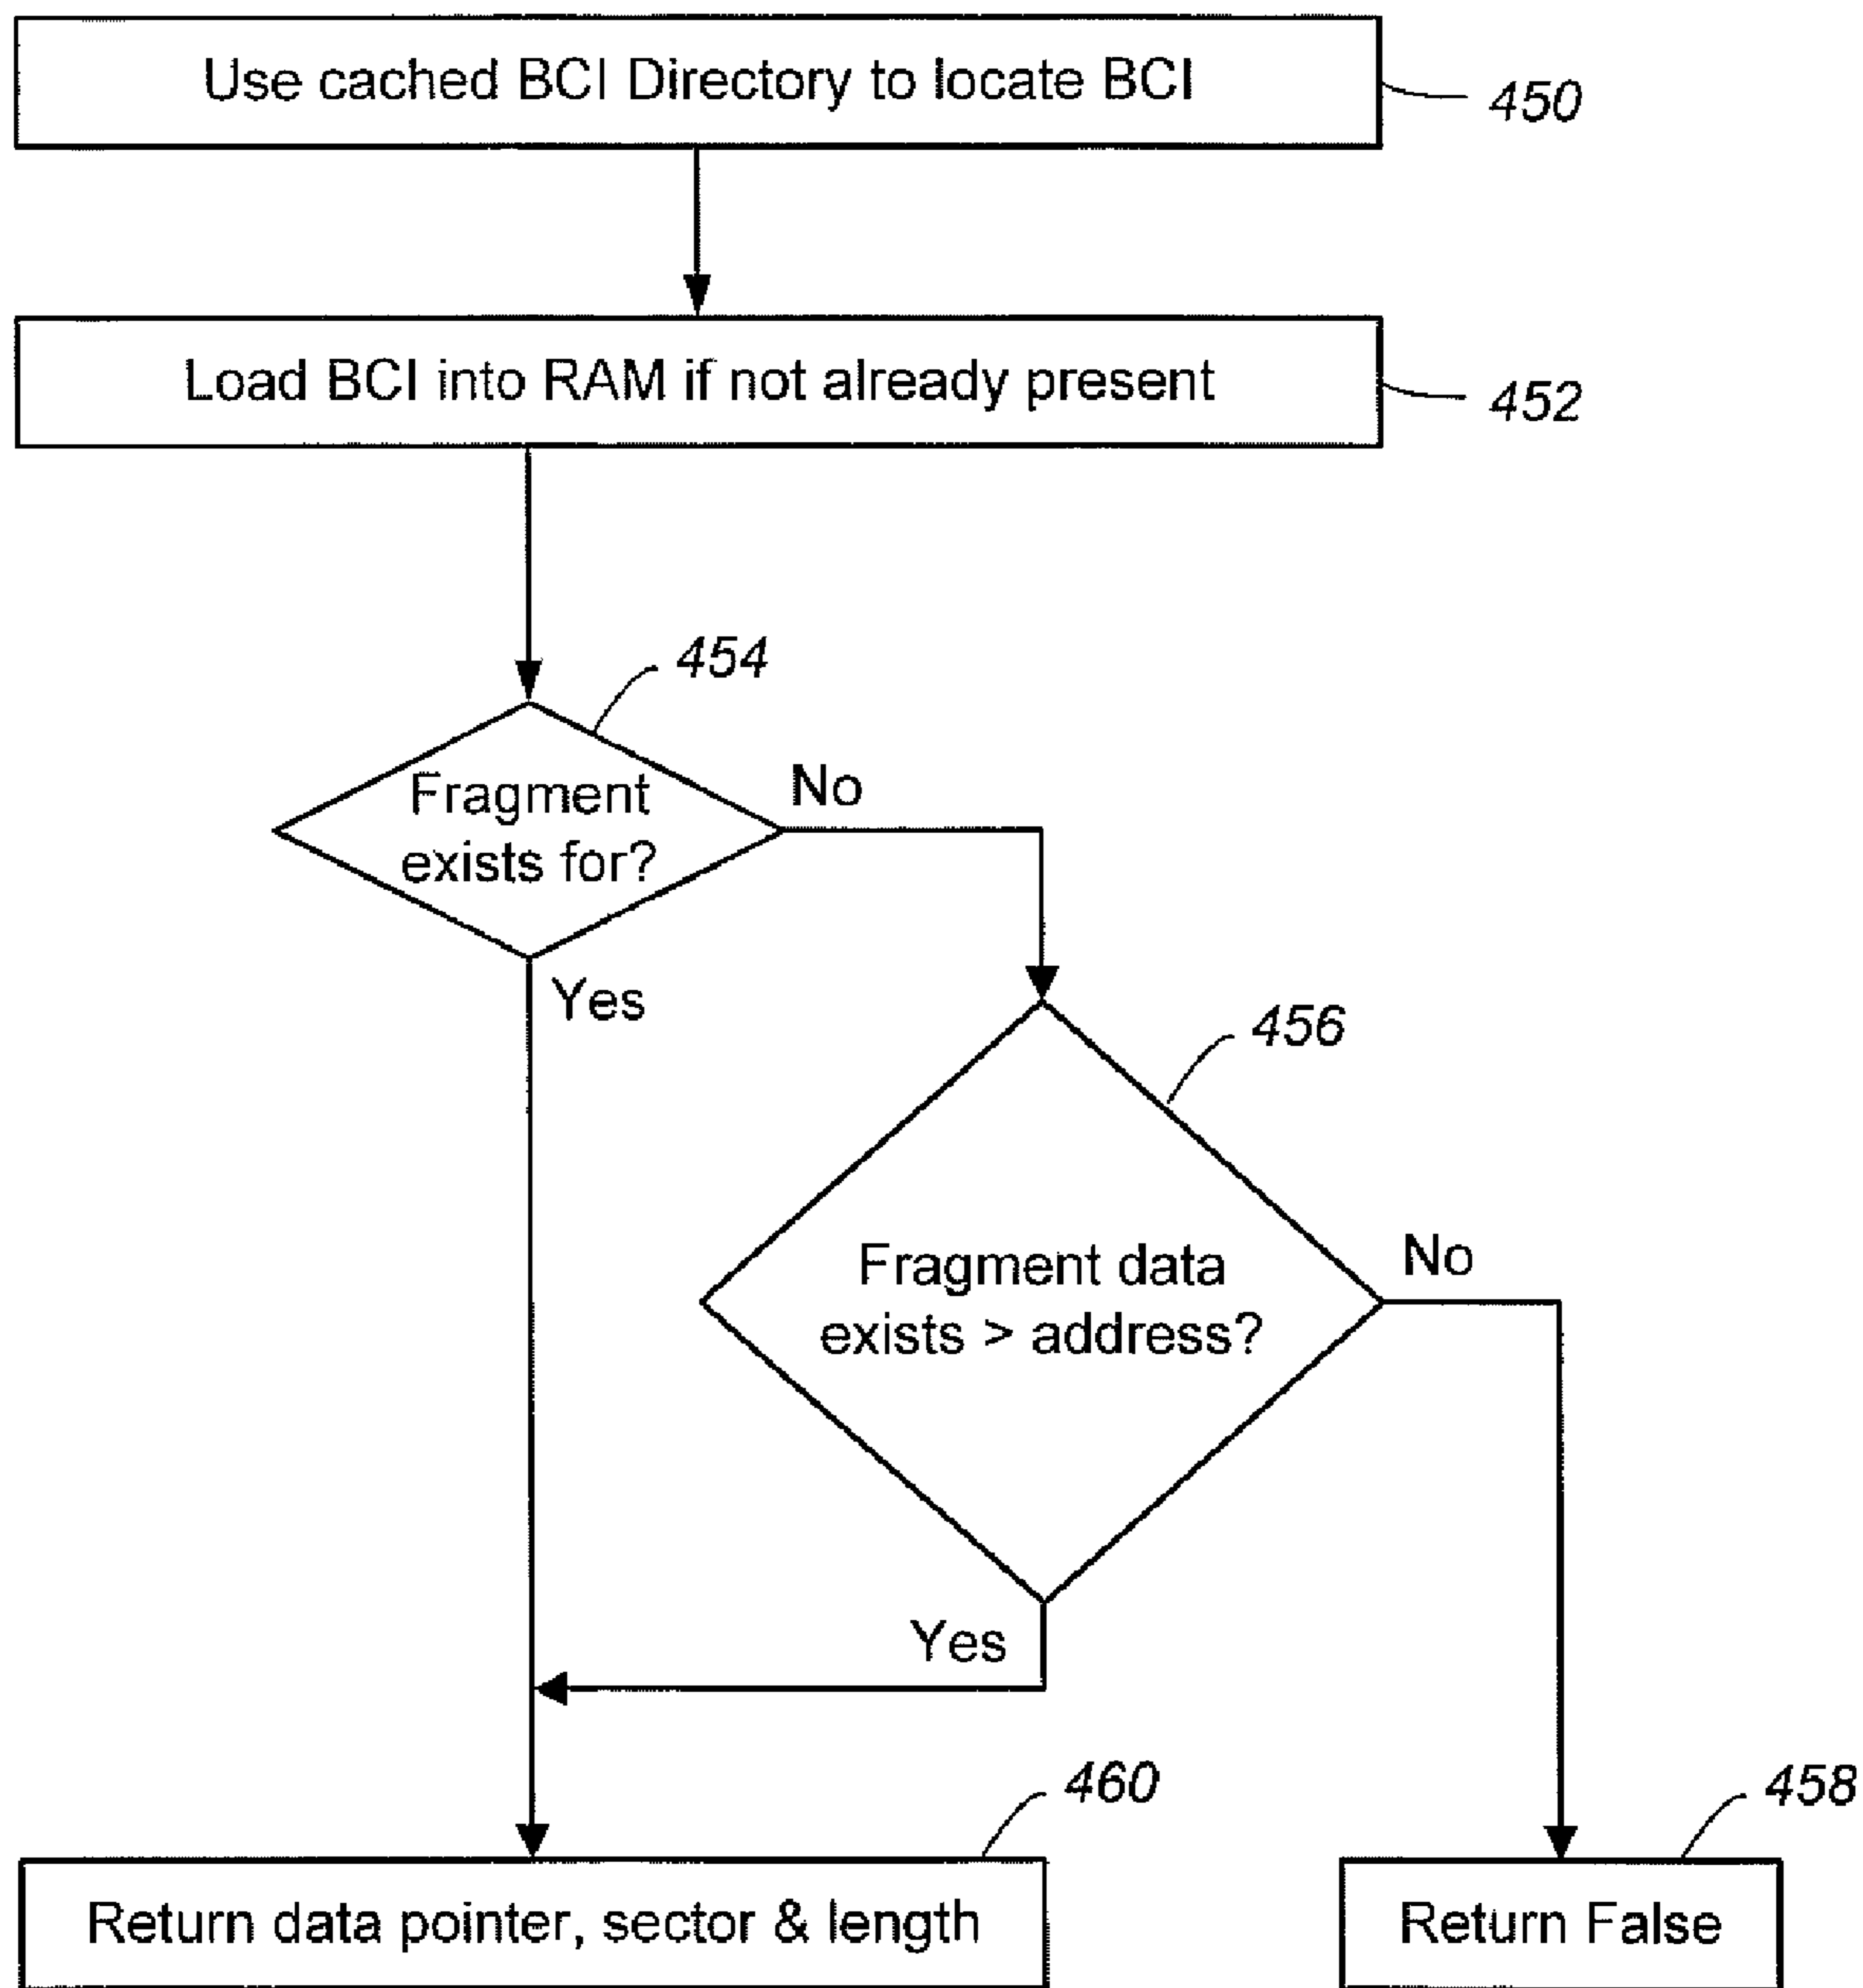 Use cached BCI Directory to locate BCI
450
Load BCI into RAM if not already present
452
454
Fragment
exists for?
No
Yes
456
Fragment data
exists > address?
No
Yes
460
458
Return data pointer, sector & length
Return False